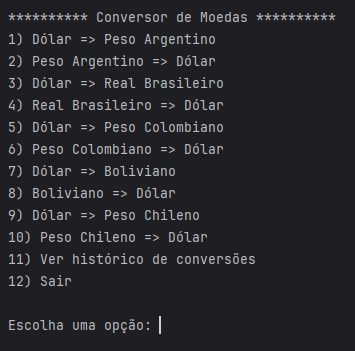 ********** Conversor de Moedas **********
1) Dólar => Peso Argentino
2) Peso Argentino => Dólar
3) Dólar => Real Brasileiro
4) Real Brasileiro => Dólar
5) Dólar => Peso Colombiano
6) Peso Colombiano => Dólar
7) Dólar => Boliviano
8) Boliviano => Dólar
9) Dólar => Peso Chileno
10) Peso Chileno => Dólar
11) Ver histórico de conversões
12) Sair
Escolha uma opção: